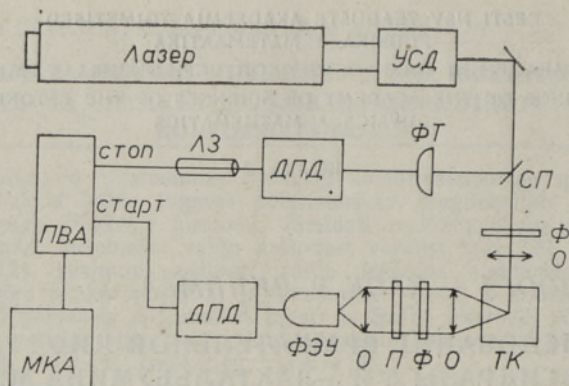 Лазер
УСД
ФТ
стоп
ЛЗ
ДПД
СП
старт
ПВА
Ф
О
ДПД
ФЭУ
О П Ф О ТК
МКА